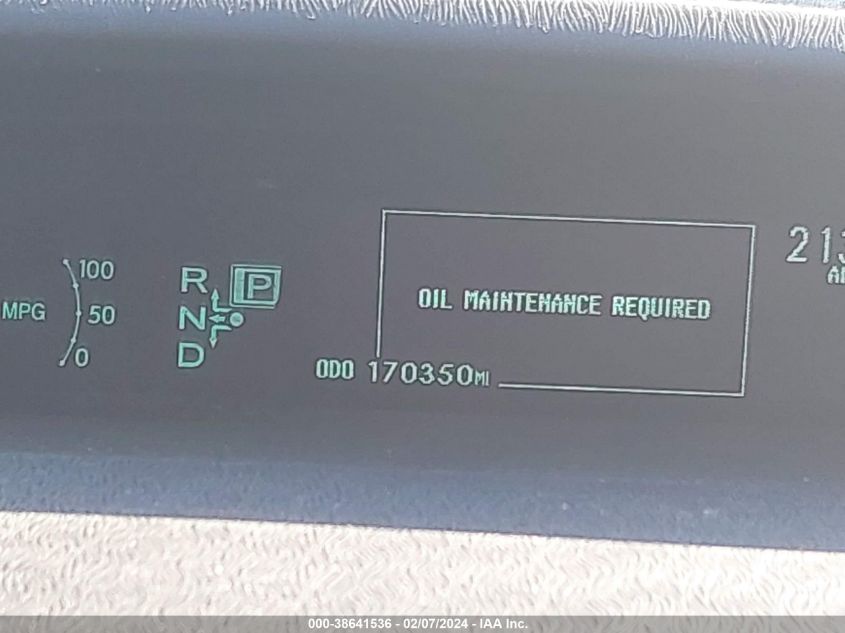 100
MPG
50
0
R P
N
D
OIL MAINTENANCE REQUIRED
ODO 170350MI
000-38641536 - 02/07/2024 - IAA Inc.